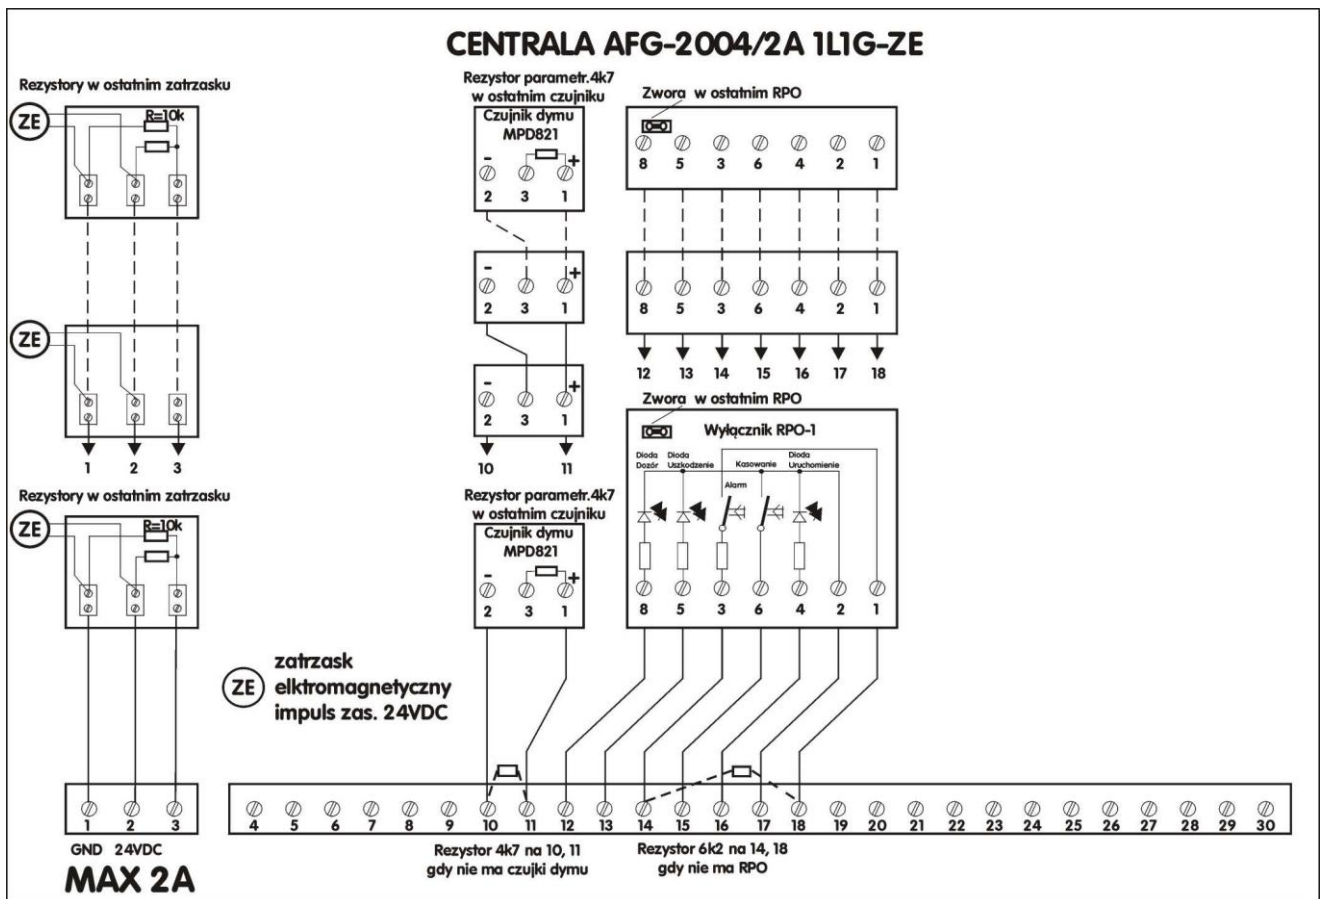 CENTRALA AFG-2004/2A 1L1G-ZE
Rezystory w ostatnim zatrzasku
ZE
R=10k
Rezystor parametr.4k7
w ostatnim czujniku
Czujnik dymu
MPD821
- +
2 3 1
Zwora w ostatnim RPO
8 5 3 6 4 2 1
ZE
1 2 3
- +
2 3 1
- +
2 3 1
10 11
8 5 3 6 4 2 1
12 13 14 15 16 17 18
Rezystory w ostatnim zatrzasku
ZE
R=10k
Rezystor parametr.4k7
w ostatnim czujniku
Czujnik dymu
MPD821
- +
2 3 1
Zwora w ostatnim RPO
Wyłącznik RPO-1
Dioda
Dozór
Dioda
Uszkodzenie
Alarm
Kasowanie
Dioda
Uruchomienie
8 5 3 6 4 2 1
ZE
zatrzask
elktromagnetyczny
impuls zas. 24VDC
1 2 3
GND 24VDC
MAX 2A
4 5 6 7 8 9 10 11 12 13 14 15 16 17 18 19 20 21 22 23 24 25 26 27 28 29 30
Rezystor 4k7 na 10, 11
gdy nie ma czujki dymu
Rezystor 6k2 na 14, 18
gdy nie ma RPO